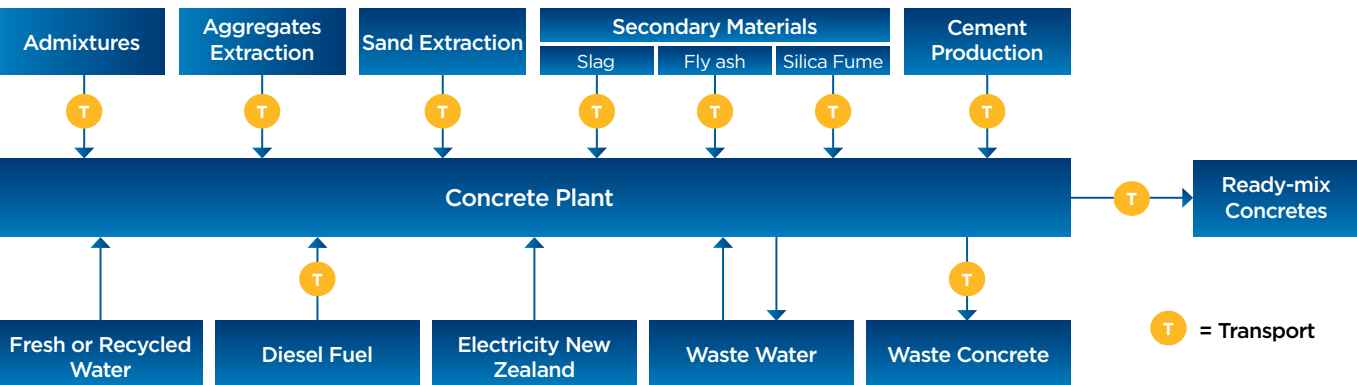 Admixtures
Aggregates
Extraction
Sand Extraction
Secondary Materials
Slag
Fly ash
Silica Fume
Cement
Production
T
T
T
T
T
T
T
Concrete Plant
T
Ready-mix
Concretes
T
T
Fresh or Recycled
Water
Diesel Fuel
Electricity New
Zealand
Waste Water
Waste Concrete
T
= Transport